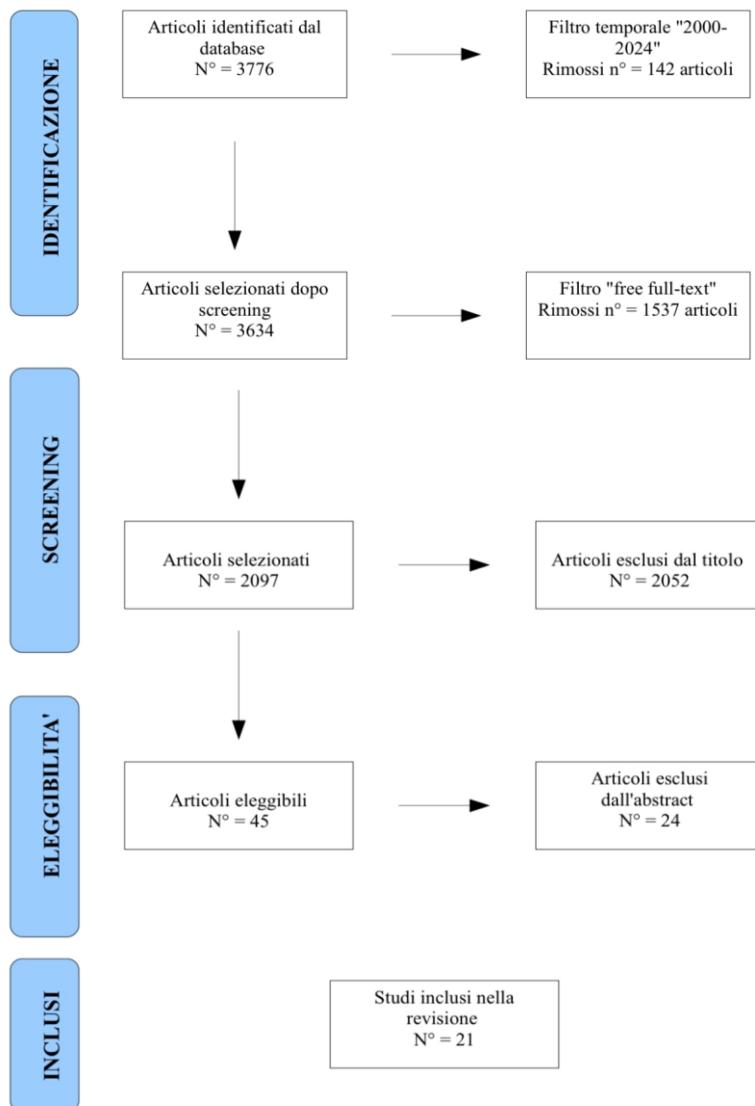 IDENTIFICAZIONE
Articoli identificati dal
database
N° = 3776
Filtro temporale "2000-
2024"
Rimossi n° = 142 articoli
Articoli selezionati dopo
screening
N° = 3634
Filtro "free full-text"
Rimossi n° = 1537 articoli
SCREENING
Articoli selezionati
N° = 2097
Articoli esclusi dal titolo
N° = 2052
ELEGGIBILITA'
Articoli eleggibili
N° = 45
Articoli esclusi
dall'abstract
N° = 24
INCLUSI
Studi inclusi nella
revisione
N° = 21